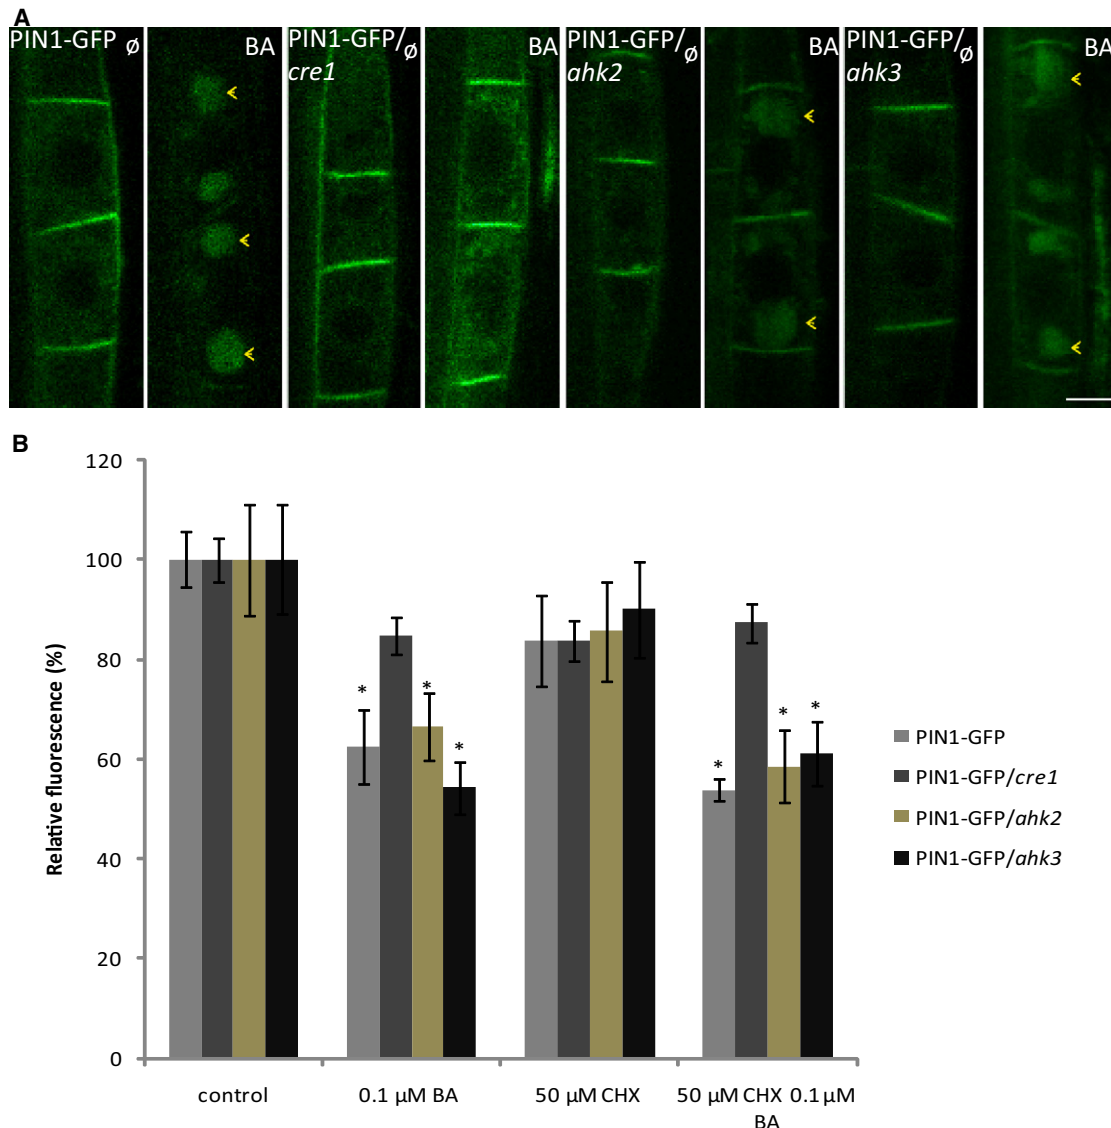 A
PIN1-GFP ø
BA
PIN1-GFP/ø
cre1
BA
PIN1-GFP/ø
ahk2
BA
PIN1-GFP/ø
ahk3
BA
B
120
100
80
60
40
20
0
Relative fluorescence (%)
* * *
* * *
control
0.1 µM BA
50 µM CHX
50 µM CHX 0.1µM
BA
PIN1-GFP
PIN1-GFP/cre1
PIN1-GFP/ahk2
PIN1-GFP/ahk3